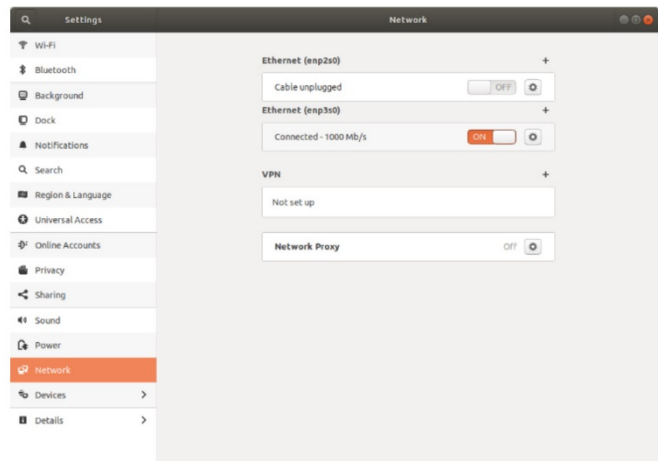 Settings
Network
Wi-Fi
Bluetooth
Background
Dock
Notifications
Search
Region & Language
Universal Access
Online Accounts
Privacy
Sharing
Sound
Power
Network
Devices
Details
Ethernet (enp2s0)
Cable unplugged OFF
Ethernet (enp3s0)
Connected - 1000 Mb/s ON
VPN
Not set up
Network Proxy Off